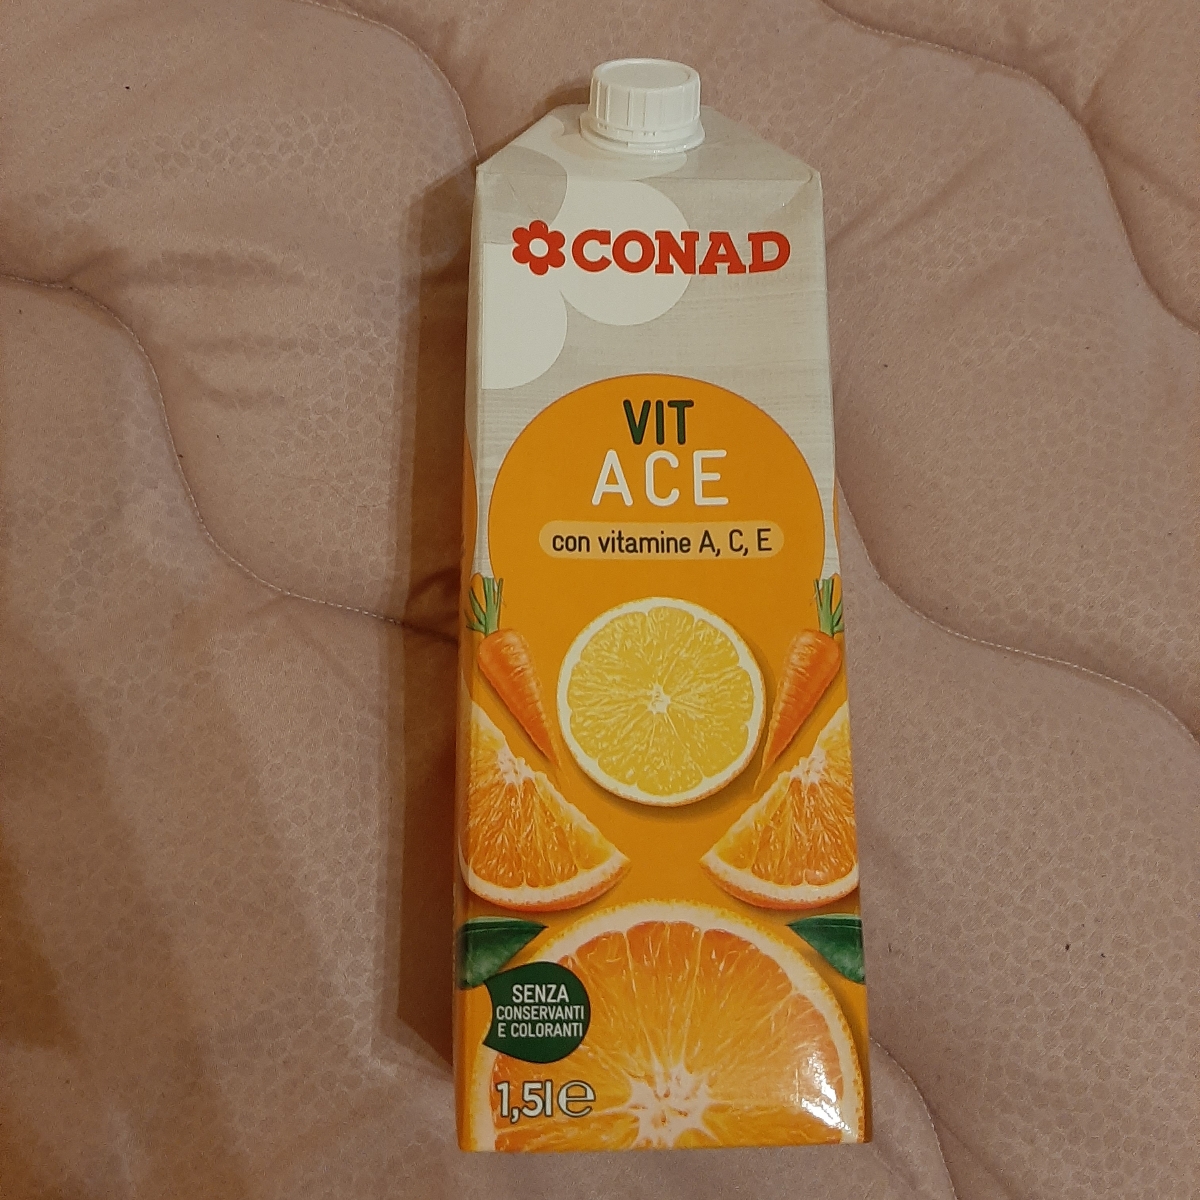 CONAD
VIT
ACE
con vitamine A, C, E
SENZA
CONSERVANTI
E COLORANTI
1,5l e